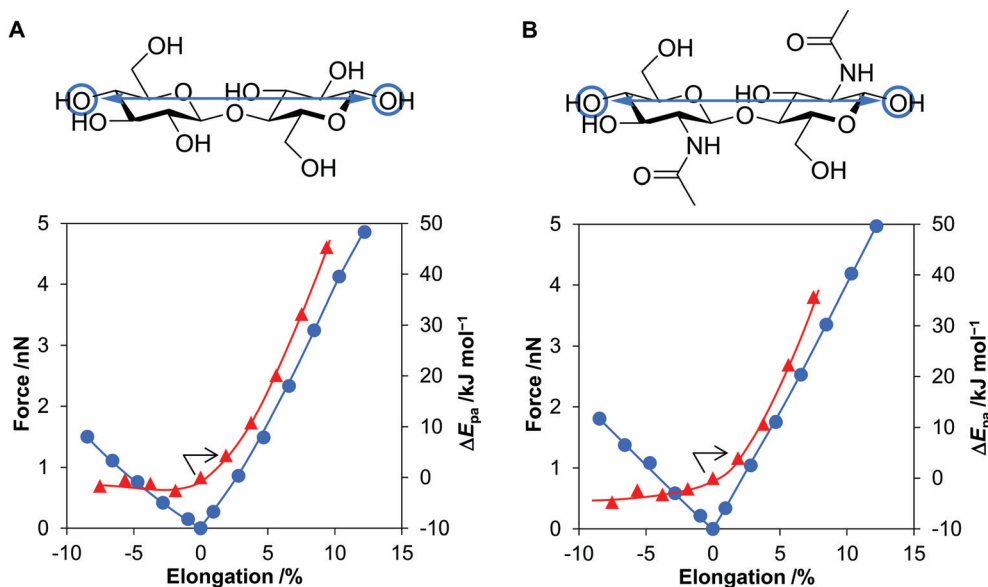 A
OH
OH
HO
HO
O
OH
HO
O
O
OH
OH
5
4
3
2
1
0
Force /nN
50
40
30
20
10
0
-10
ΔEpa /kJ mol⁻¹
-10 -5 0 5 10 15
Elongation /%
B
O
NH
OH
HO
HO
O
HO
O
O
OH
NH
OH
O
5
4
3
2
1
0
Force /nN
50
40
30
20
10
0
-10
ΔEpa /kJ mol⁻¹
-10 -5 0 5 10 15
Elongation /%